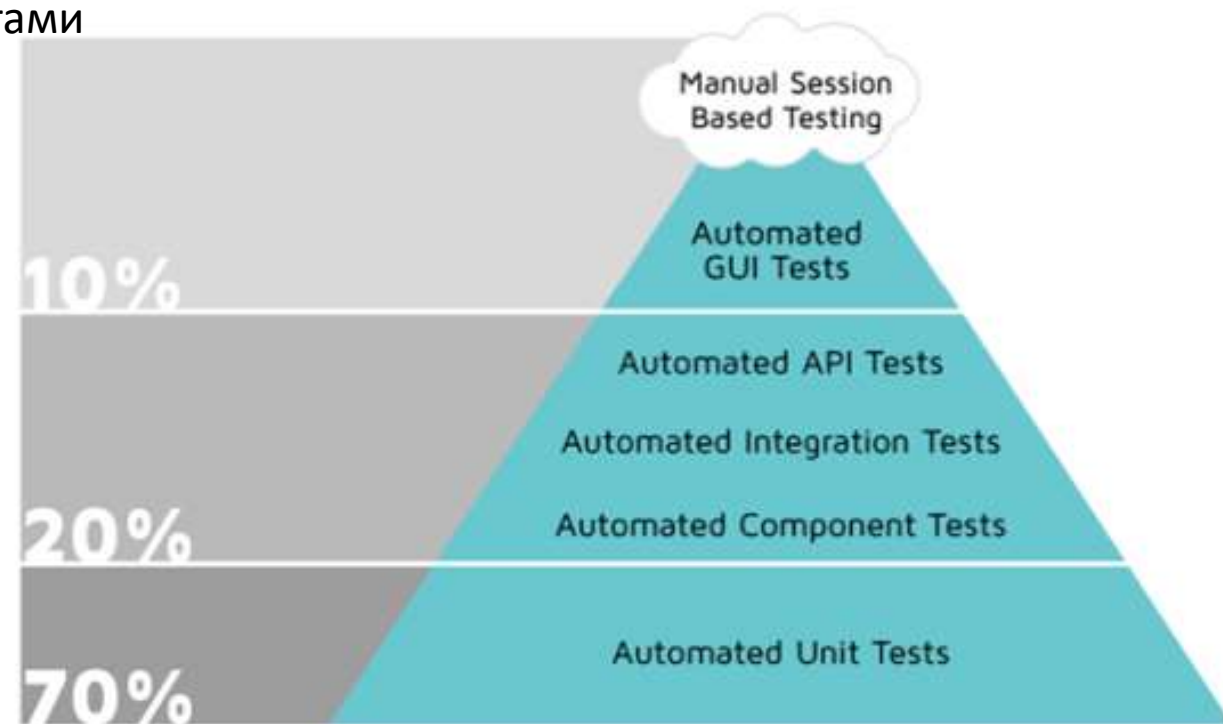 тами
Manual Session
Based Testing
Automated
GUI Tests
10%
Automated API Tests
Automated Integration Tests
Automated Component Tests
20%
Automated Unit Tests
70%